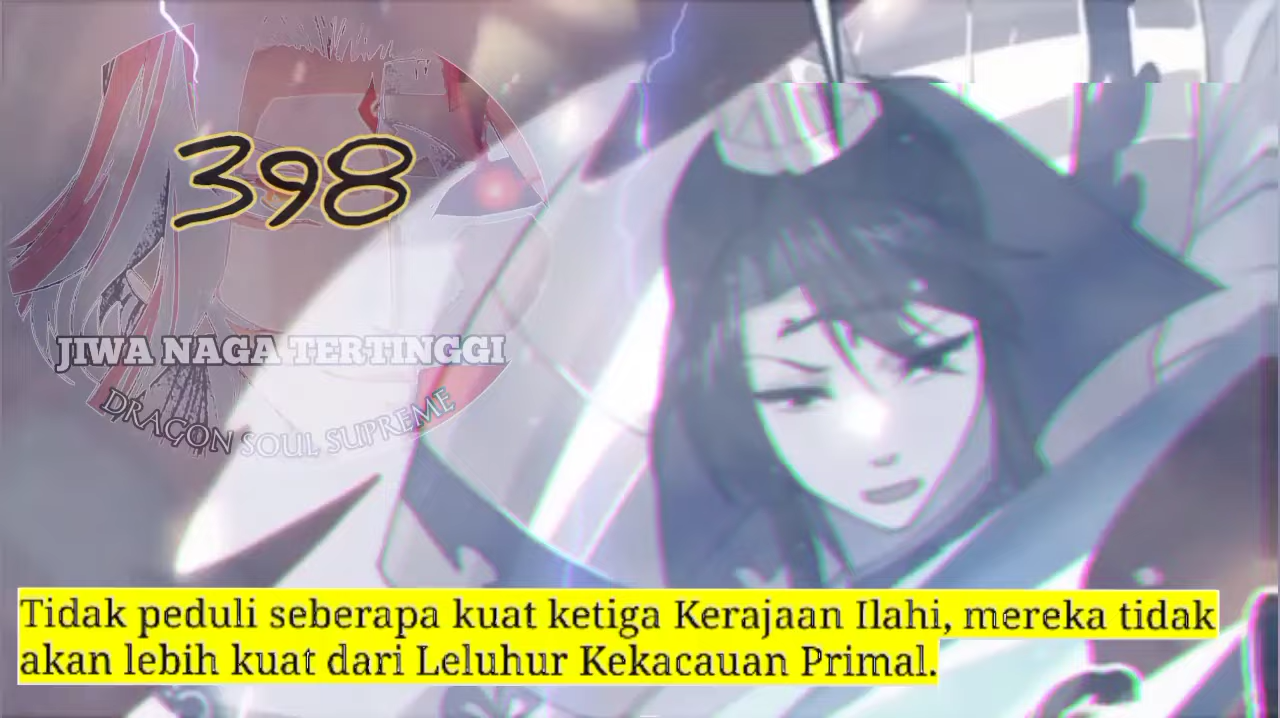 398
JIWA NAGA TERTINGGI
DRAGON SOUL SUPREME
Tidak peduli seberapa kuat ketiga Kerajaan Ilahi, mereka tidak
akan lebih kuat dari Leluhur Kekacauan Primal.